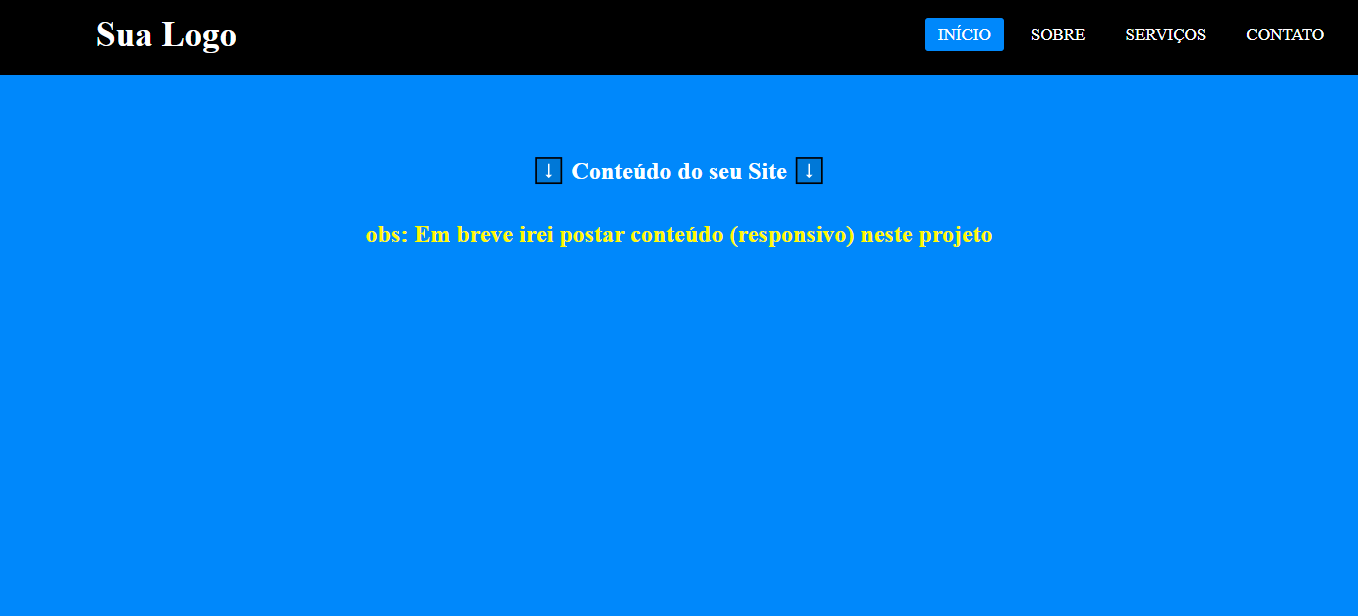 Sua Logo
INÍCIO SOBRE SERVIÇOS CONTATO
↓ Conteúdo do seu Site ↓
obs: Em breve irei postar conteúdo (responsivo) neste projeto